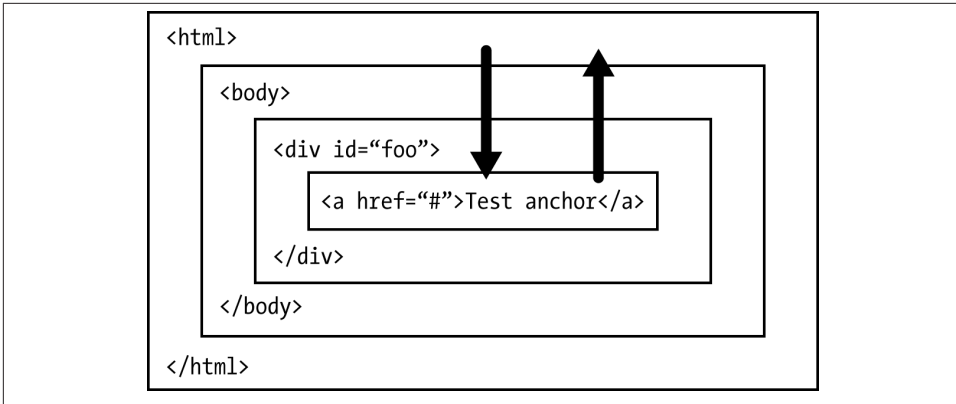 <html>
<body>
<div id=“foo”>
<a href=“#”>Test anchor</a>
</div>
</body>
</html>